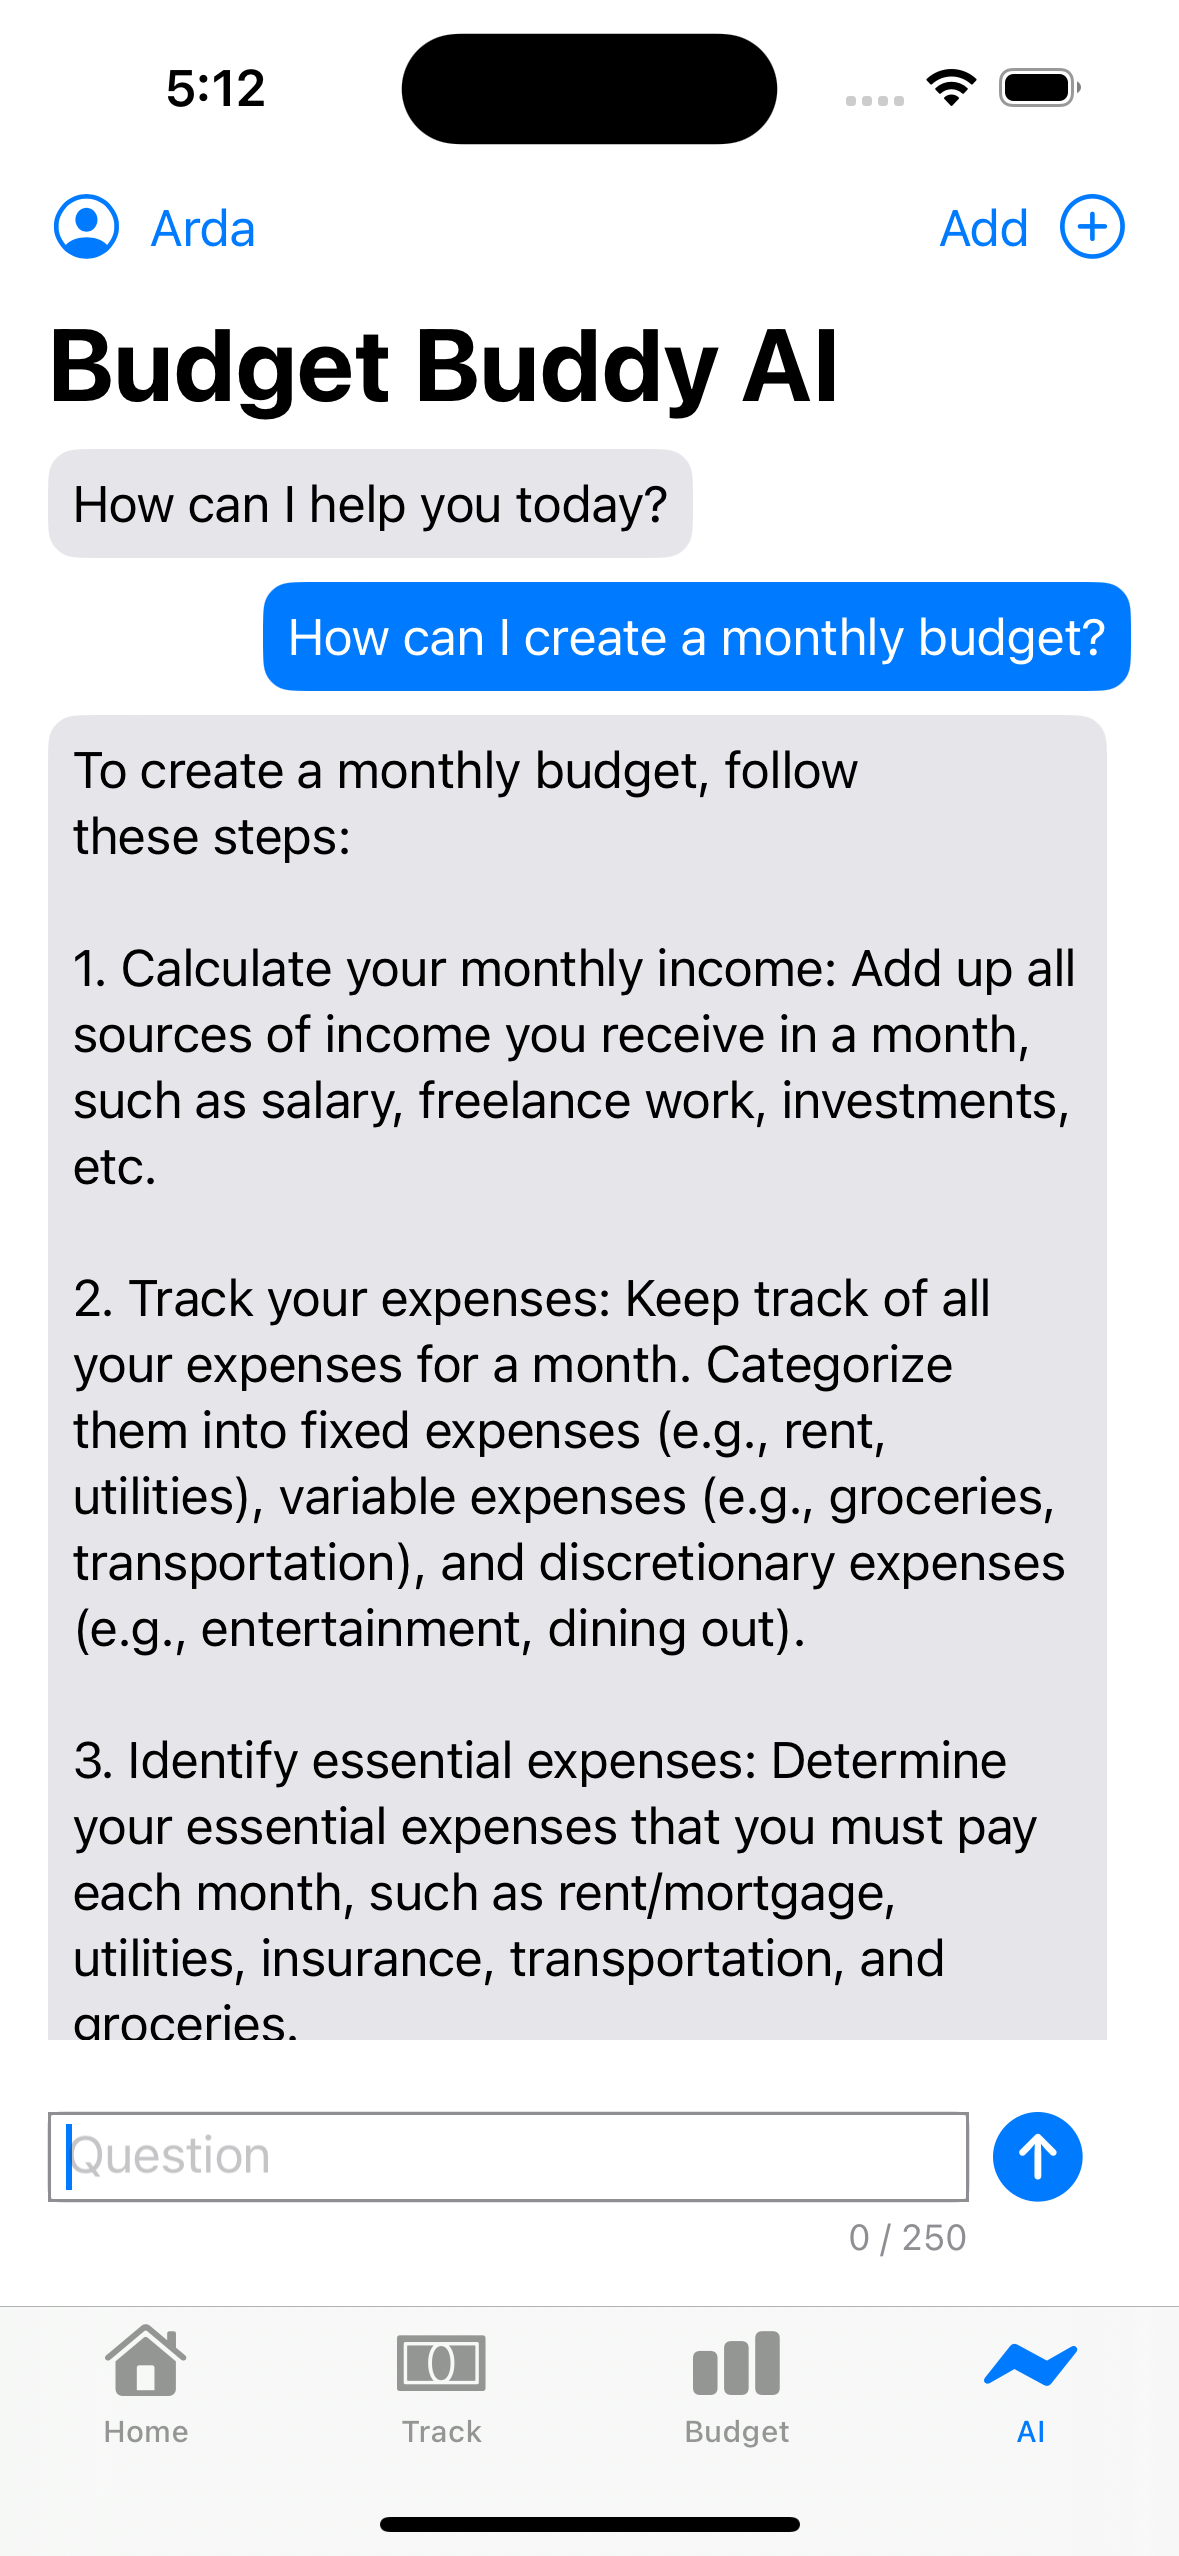 5:12
Arda
Add
Budget Buddy AI
How can I help you today?
How can I create a monthly budget?
To create a monthly budget, follow
these steps:
1. Calculate your monthly income: Add up all
sources of income you receive in a month,
such as salary, freelance work, investments,
etc.
2. Track your expenses: Keep track of all
your expenses for a month. Categorize
them into fixed expenses (e.g., rent,
utilities), variable expenses (e.g., groceries,
transportation), and discretionary expenses
(e.g., entertainment, dining out).
3. Identify essential expenses: Determine
your essential expenses that you must pay
each month, such as rent/mortgage,
utilities, insurance, transportation, and
groceries.
Question
0 / 250
Home
Track
Budget
AI